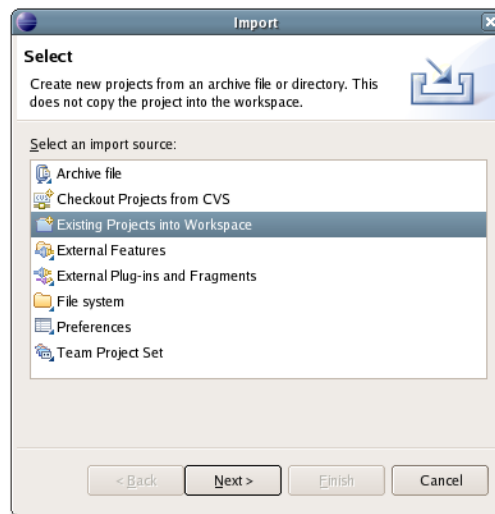 Import
Select
Create new projects from an archive file or directory. This
does not copy the project into the workspace.
Select an import source:
Archive file
Checkout Projects from CVS
Existing Projects into Workspace
External Features
External Plug-ins and Fragments
File system
Preferences
Team Project Set
< Back
Next >
Finish
Cancel